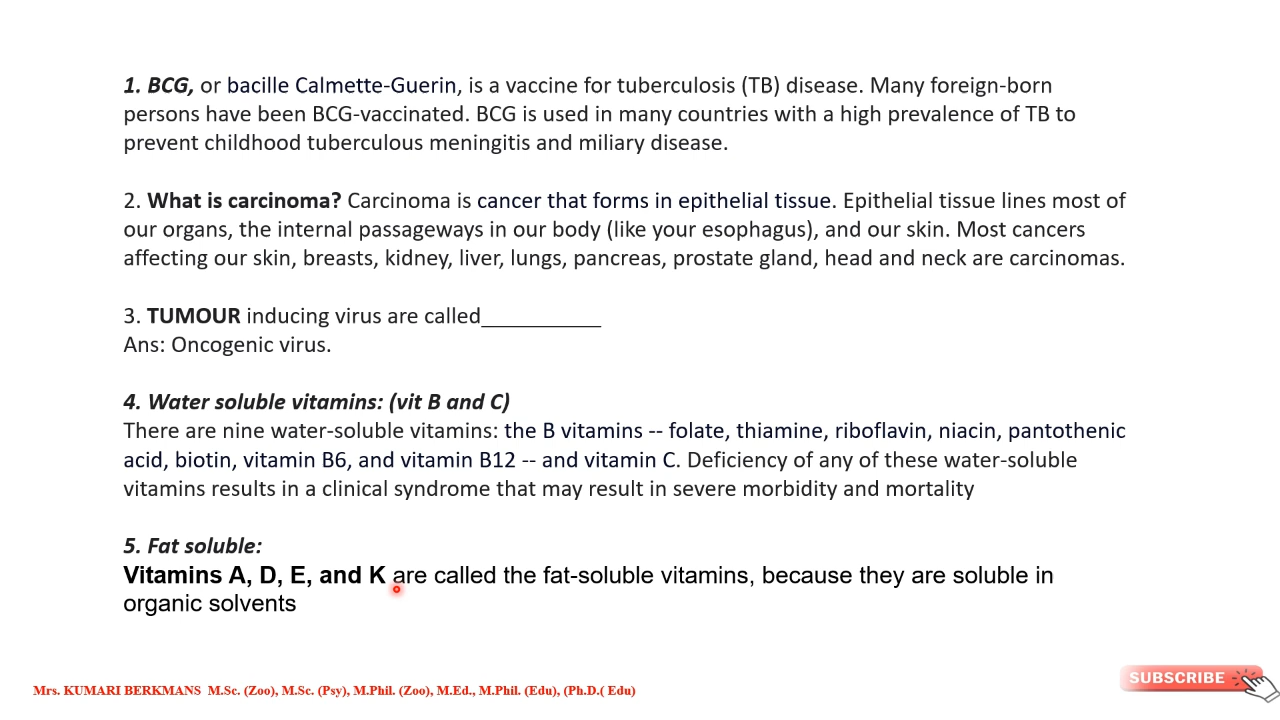 1. BCG, or bacille Calmette-Guerin, is a vaccine for tuberculosis (TB) disease. Many foreign-born
persons have been BCG-vaccinated. BCG is used in many countries with a high prevalence of TB to
prevent childhood tuberculous meningitis and miliary disease.
2. What is carcinoma? Carcinoma is cancer that forms in epithelial tissue. Epithelial tissue lines most of
our organs, the internal passageways in our body (like your esophagus), and our skin. Most cancers
affecting our skin, breasts, kidney, liver, lungs, pancreas, prostate gland, head and neck are carcinomas.
3. TUMOUR inducing virus are called__________
Ans: Oncogenic virus.
4. Water soluble vitamins: (vit B and C)
There are nine water-soluble vitamins: the B vitamins -- folate, thiamine, riboflavin, niacin, pantothenic
acid, biotin, vitamin B6, and vitamin B12 -- and vitamin C. Deficiency of any of these water-soluble
vitamins results in a clinical syndrome that may result in severe morbidity and mortality
5. Fat soluble:
Vitamins A, D, E, and K are called the fat-soluble vitamins, because they are soluble in
organic solvents
Mrs. KUMARI BERKMANS M.Sc. (Zoo), M.Sc. (Psy), M.Phil. (Zoo), M.Ed., M.Phil. (Edu), (Ph.D.( Edu)
SUBSCRIBE